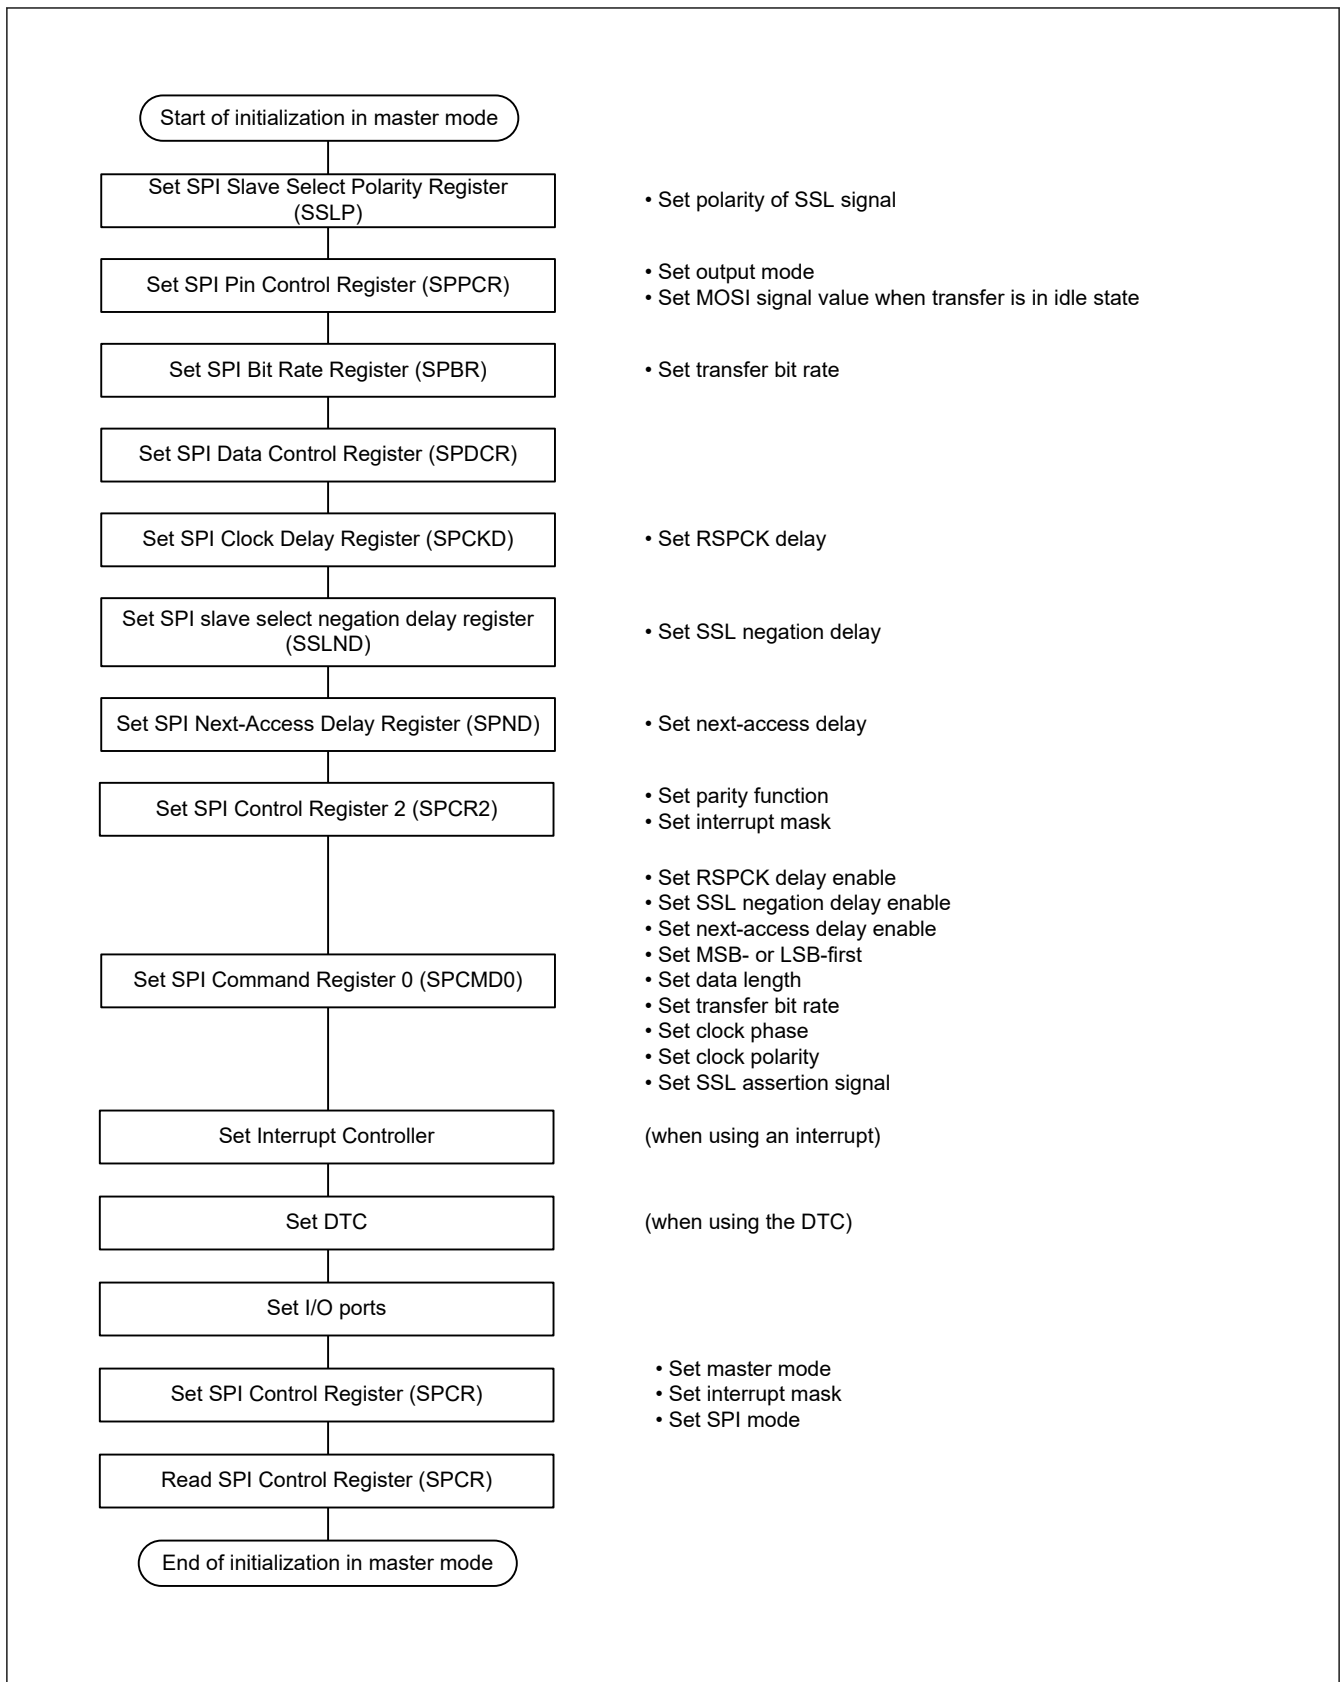 Start of initialization in master mode
Set SPI Slave Select Polarity Register
(SSLP)
• Set polarity of SSL signal
Set SPI Pin Control Register (SPPCR)
• Set output mode
• Set MOSI signal value when transfer is in idle state
Set SPI Bit Rate Register (SPBR)
• Set transfer bit rate
Set SPI Data Control Register (SPDCR)
Set SPI Clock Delay Register (SPCKD)
• Set RSPCK delay
Set SPI slave select negation delay register
(SSLND)
• Set SSL negation delay
Set SPI Next-Access Delay Register (SPND)
• Set next-access delay
Set SPI Control Register 2 (SPCR2)
• Set parity function
• Set interrupt mask
Set SPI Command Register 0 (SPCMD0)
• Set RSPCK delay enable
• Set SSL negation delay enable
• Set next-access delay enable
• Set MSB- or LSB-first
• Set data length
• Set transfer bit rate
• Set clock phase
• Set clock polarity
• Set SSL assertion signal
Set Interrupt Controller
(when using an interrupt)
Set DTC
(when using the DTC)
Set I/O ports
Set SPI Control Register (SPCR)
• Set master mode
• Set interrupt mask
• Set SPI mode
Read SPI Control Register (SPCR)
End of initialization in master mode